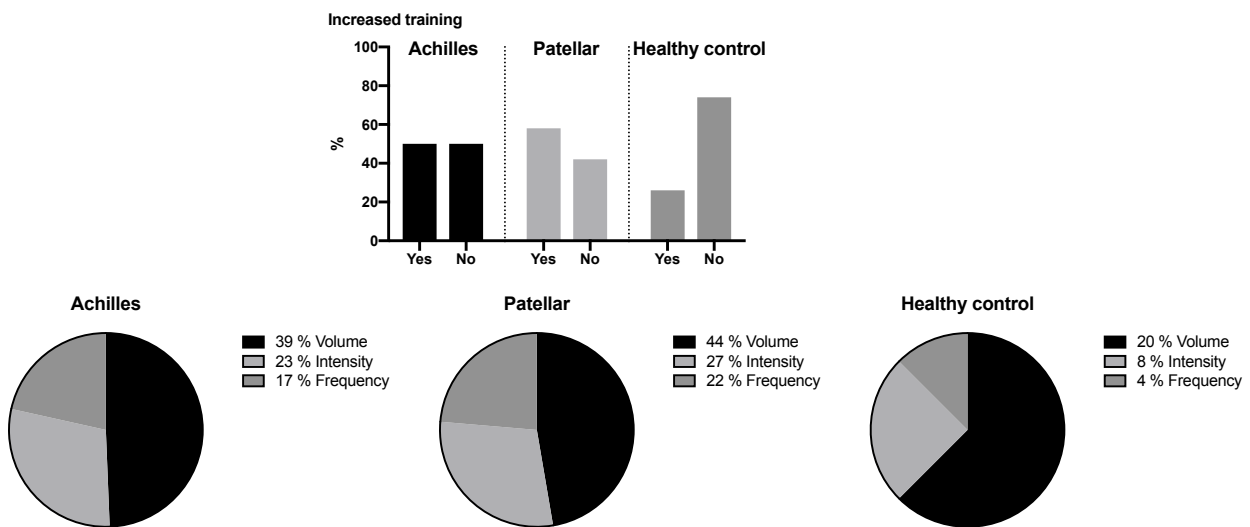 Increased training
Achilles Patellar Healthy control
100
80
60
40
20
0
%
Yes No Yes No Yes No
Achilles
39 % Volume
23 % Intensity
17 % Frequency
Patellar
44 % Volume
27 % Intensity
22 % Frequency
Healthy control
20 % Volume
8 % Intensity
4 % Frequency